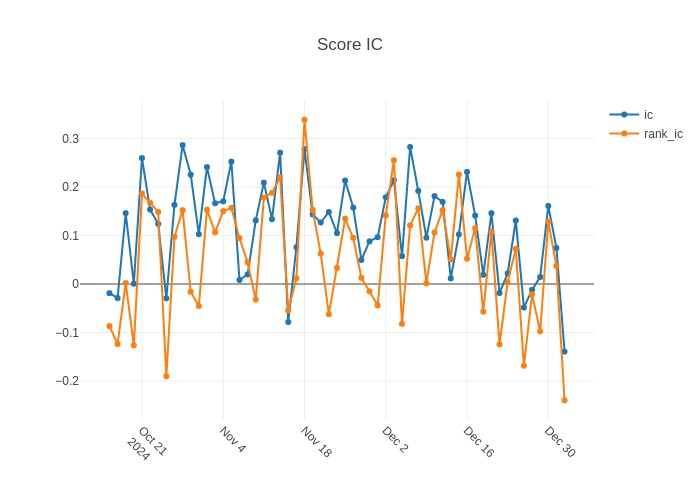 Score IC
ic
rank_ic
0.3
0.2
0.1
0
−0.1
−0.2
Oct 21
2024
Nov 4
Nov 18
Dec 2
Dec 16
Dec 30